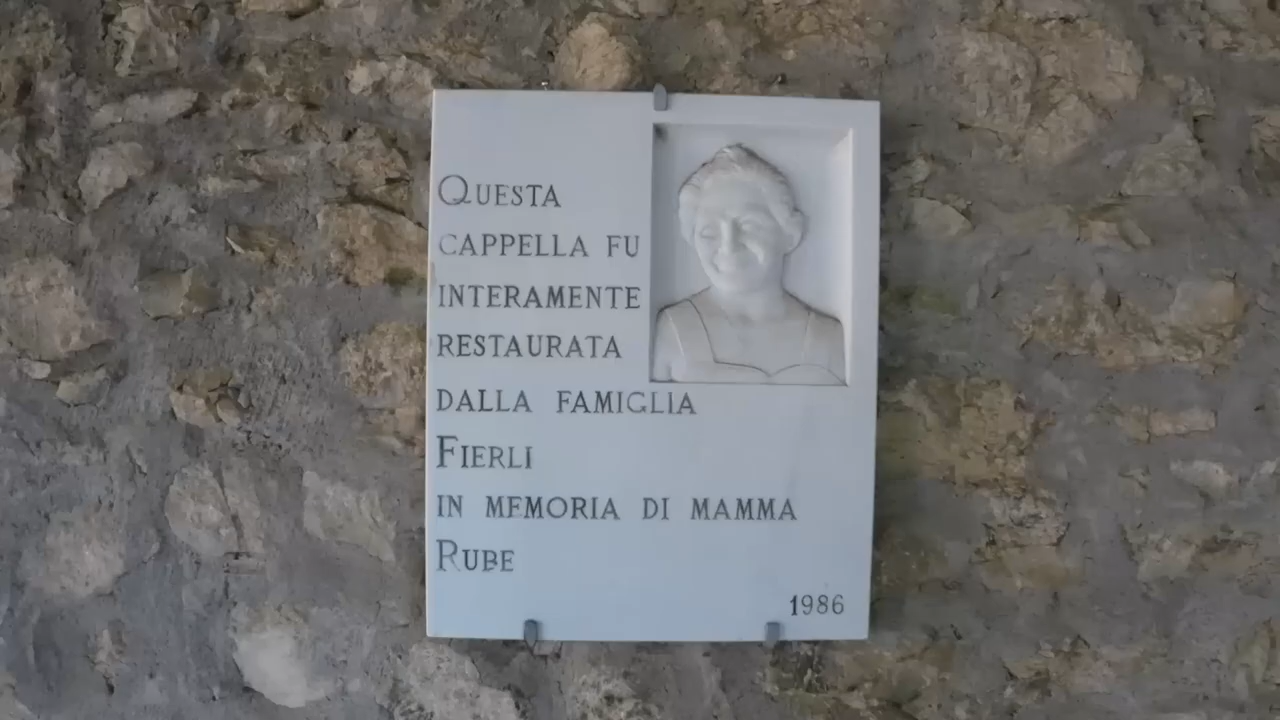 QUESTA
CAPPELLA FU
INTERAMENTE
RESTAURATA
DALLA FAMIGLIA
FIERLI
IN MEMORIA DI MAMMA
RUBE
1986